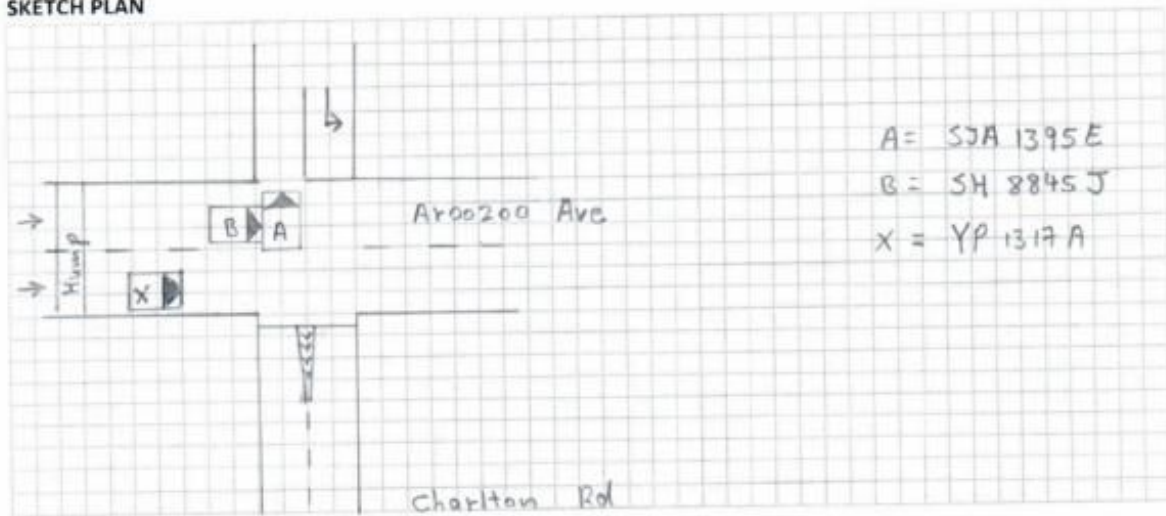 SKETCH PLAN
A = SJA 1395 E
B = SH 8845 J
X = YP 1317 A
B A
Aroozoo Ave
Hump
X
Charlton Rd